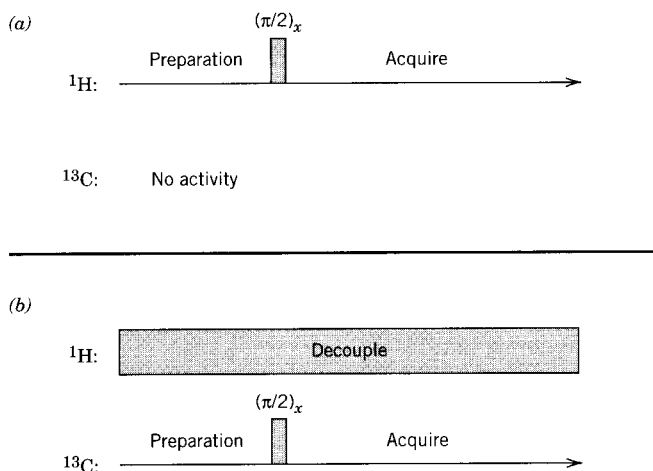 (a)
(π/2)ₓ
Preparation Acquire
¹H:
¹³C: No activity
(b)
¹H: Decouple
(π/2)ₓ
Preparation Acquire
¹³C: